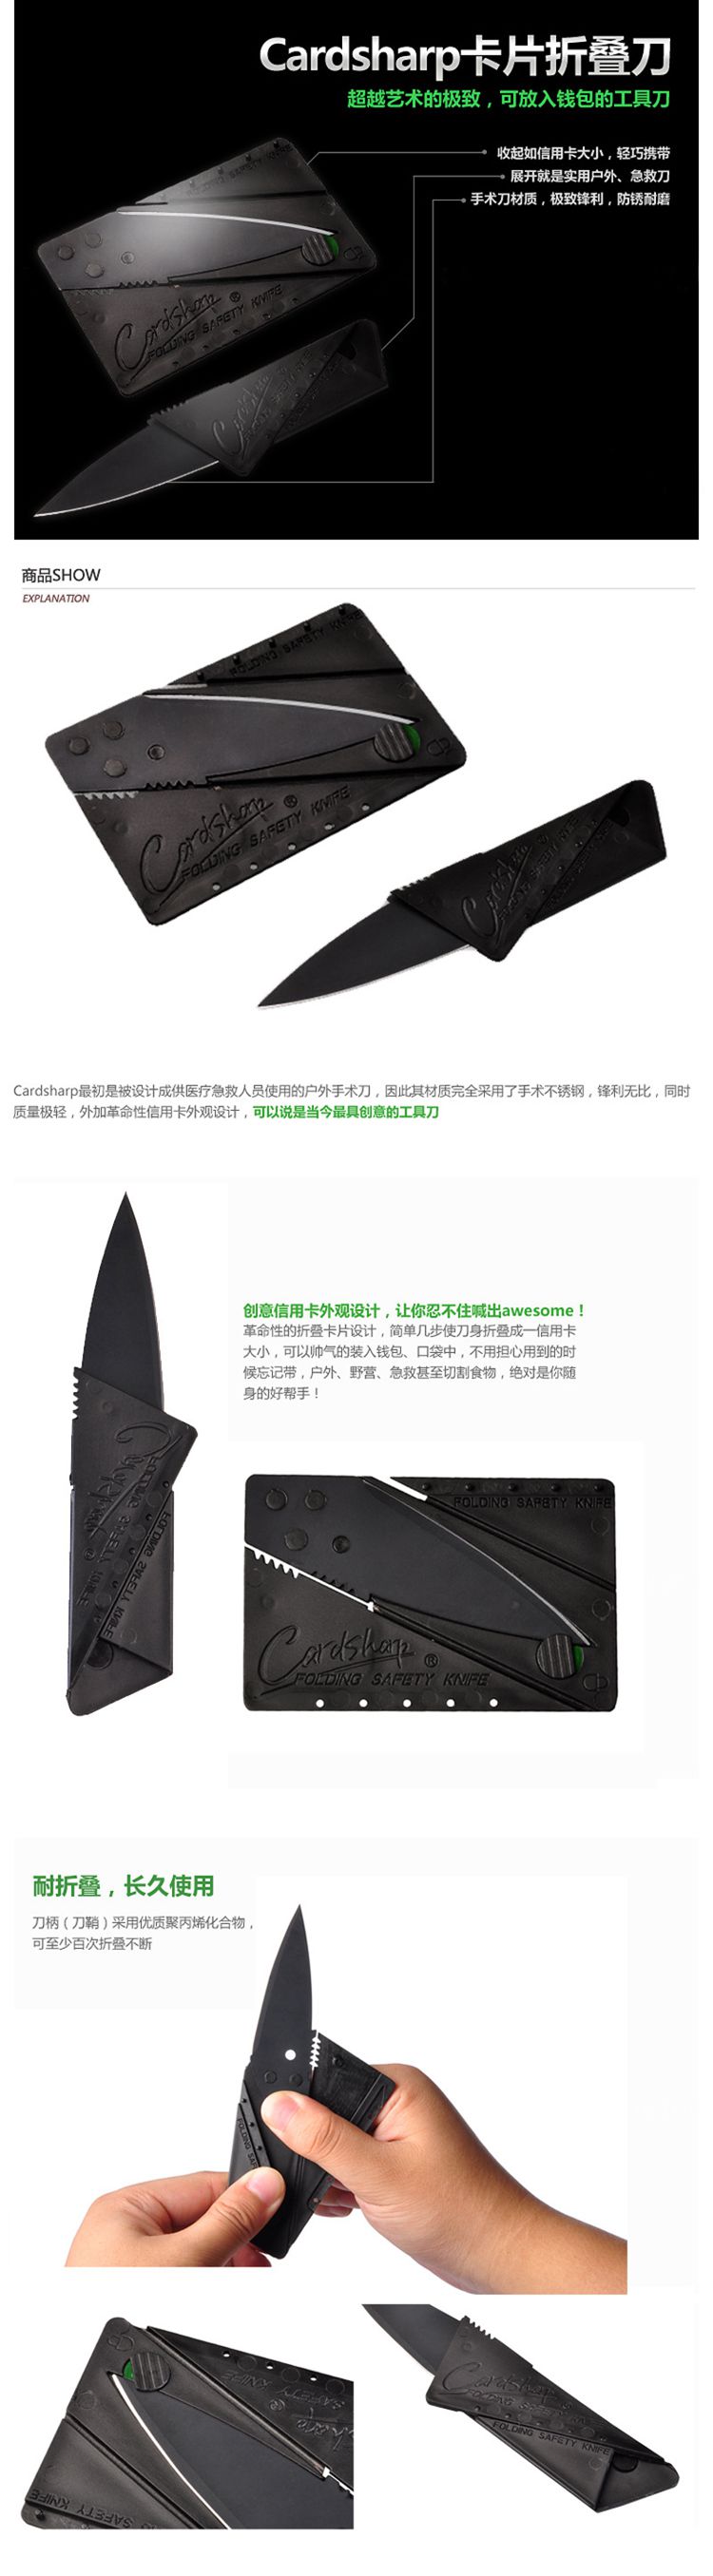 Cardsharp卡片折叠刀
超越艺术的极致，可放入钱包的工具刀
收起如信用卡大小，轻巧携带
展开就是实用户外、急救刀
手术刀材质，极致锋利，防锈耐磨
Cardsharp ®
FOLDING SAFETY KNIFE
商品SHOW
EXPLANATION
FOLDING SAFETY KNIFE
Cardsharp ®
FOLDING SAFETY KNIFE
Cardsharp最初是被设计成供医疗急救人员使用的户外手术刀，因此其材质完全采用了手术不锈钢，锋利无比，同时
质量极轻，外加革命性信用卡外观设计，可以说是当今最具创意的工具刀
创意信用卡外观设计，让你忍不住喊出awesome！
革命性的折叠卡片设计，简单几步使刀身折叠成一信用卡
大小，可以帅气的装入钱包、口袋中，不用担心用到的时
候忘记带，户外、野营、急救甚至切割食物，绝对是你随
身的好帮手！
FOLDING SAFETY KNIFE
Cardsharp ®
FOLDING SAFETY KNIFE
耐折叠，长久使用
刀柄（刀鞘）采用优质聚丙烯化合物，
可至少百次折叠不断
SAFETY KNIFE
Cardsharp
FOLDING SAFETY KNIFE
SAFETY KNIFE